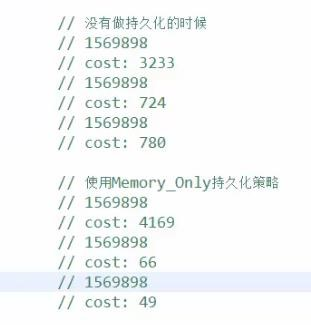 // 没有做持久化的时候
// 1569898
// cost: 3233
// 1569898
// cost: 724
// 1569898
// cost: 780
// 使用Memory_Only持久化策略
// 1569898
// cost: 4169
// 1569898
// cost: 66
// 1569898
// cost: 49